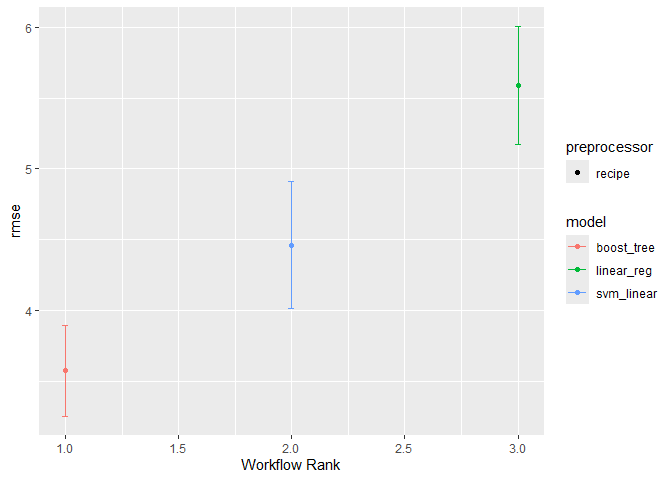 6
5
4
rmse
1.0 1.5 2.0 2.5 3.0
Workflow Rank
preprocessor
recipe
model
boost_tree
linear_reg
svm_linear